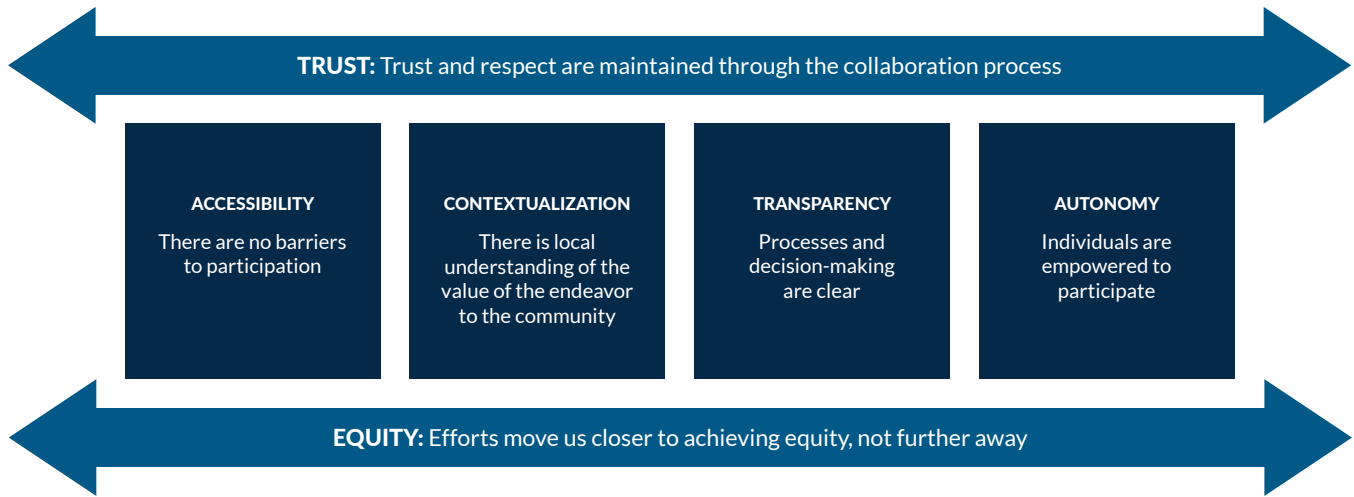 TRUST: Trust and respect are maintained through the collaboration process
ACCESSIBILITY
There are no barriers
to participation
CONTEXTUALIZATION
There is local
understanding of the
value of the endeavor
to the community
TRANSPARENCY
Processes and
decision-making
are clear
AUTONOMY
Individuals are
empowered to
participate
EQUITY: Efforts move us closer to achieving equity, not further away